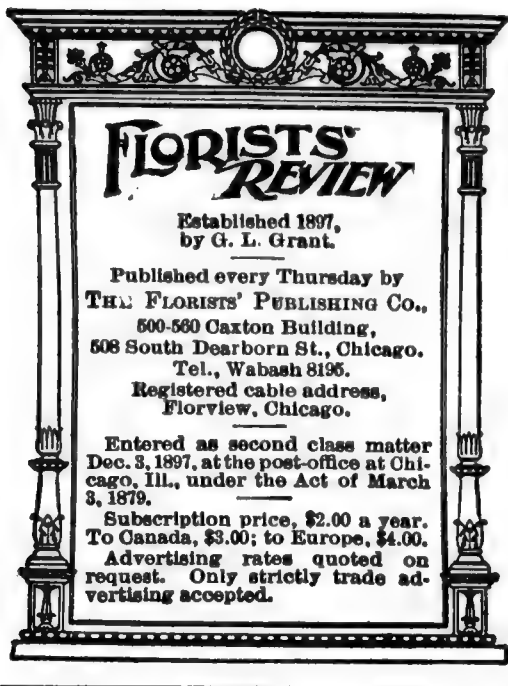 FLORISTS'
REVIEW
Established 1897,
by G. L. Grant.
Published every Thursday by
THE FLORISTS' PUBLISHING CO.,
500-560 Caxton Building,
508 South Dearborn St., Chicago.
Tel., Wabash 8195.
Registered cable address,
Florview, Chicago.
Entered as second class matter
Dec. 3, 1897, at the post-office at Chi-
cago, Ill., under the Act of March
3, 1879.
Subscription price, $2.00 a year.
To Canada, $3.00; to Europe, $4.00.
Advertising rates quoted on
request. Only strictly trade ad-
vertising accepted.